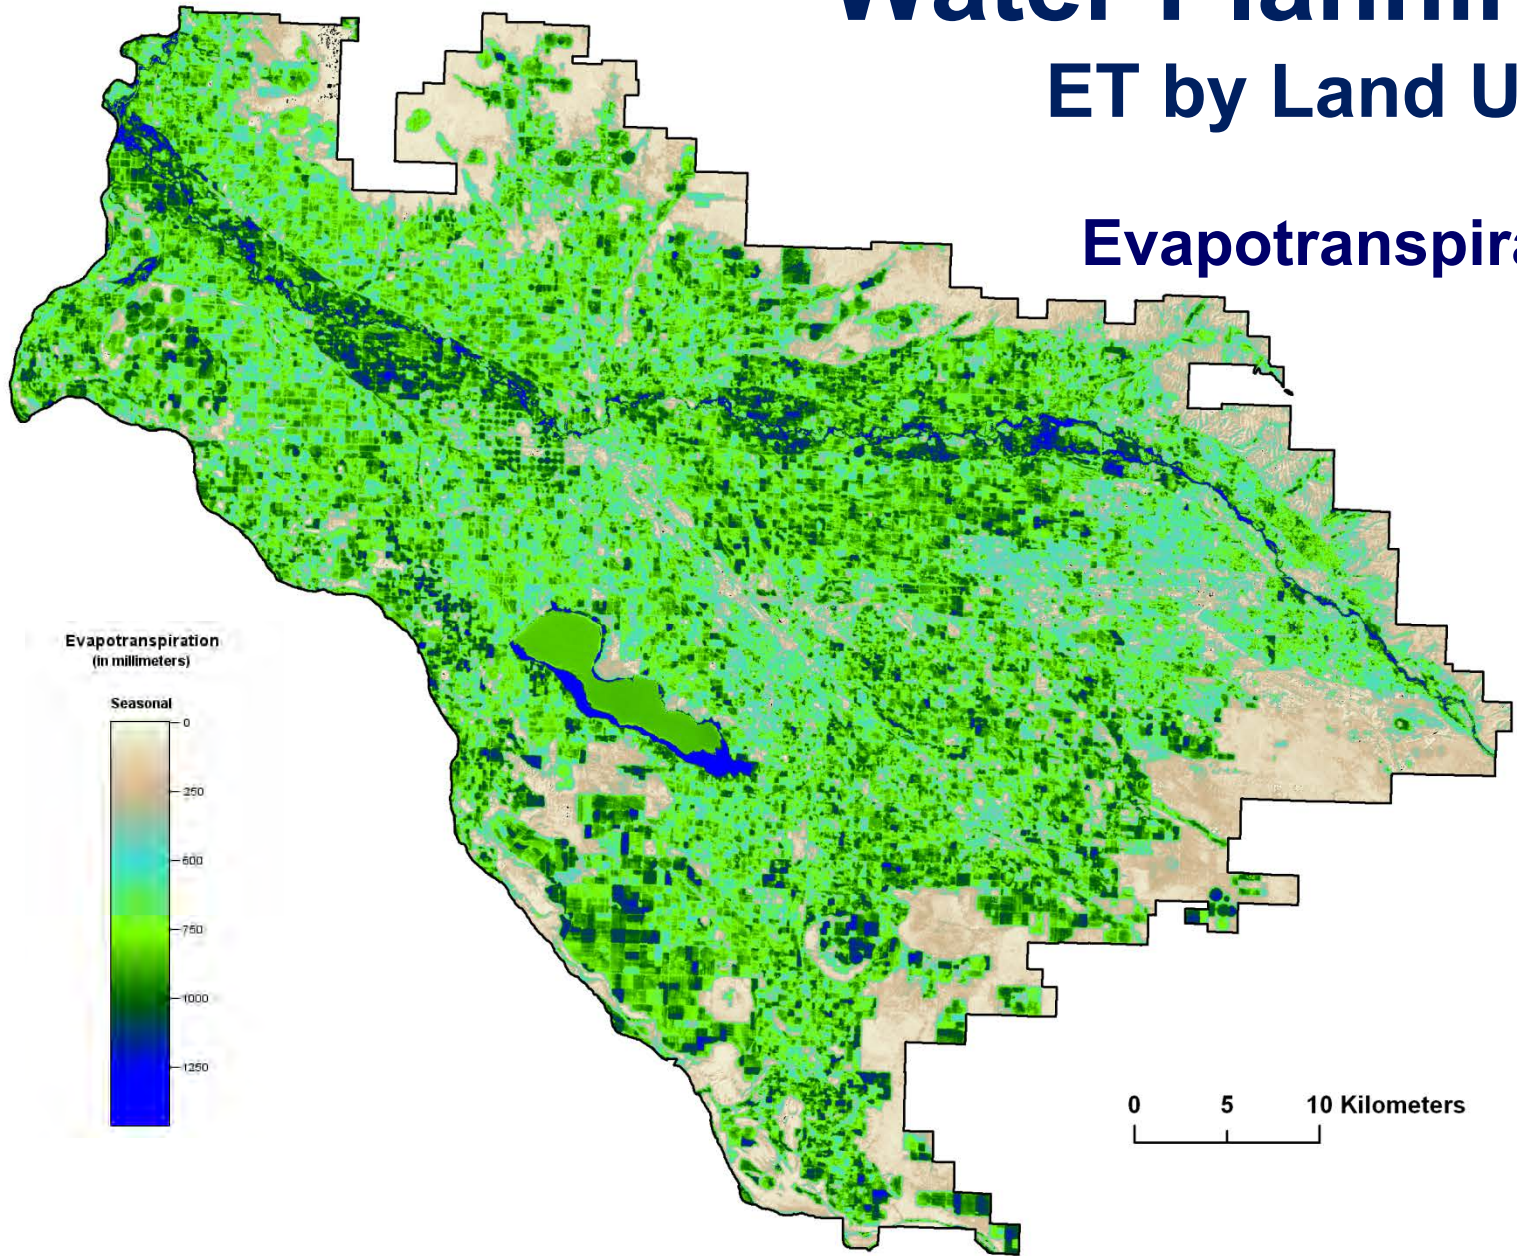 ET by Land U
Evapotranspira
Evapotranspiration
(in millimeters)
Seasonal
0
250
500
750
1000
1250
0 5 10 Kilometers